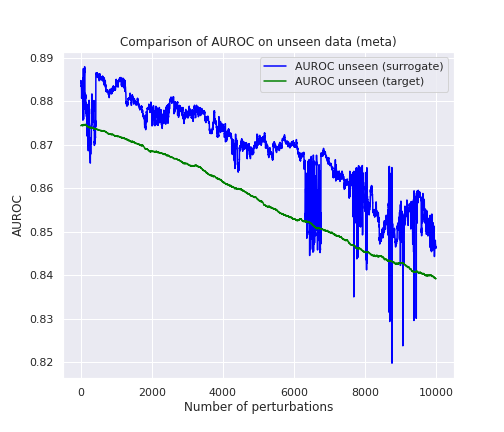 Comparison of AUROC on unseen data (meta)
AUROC unseen (surrogate)
AUROC unseen (target)
AUROC
0.89
0.88
0.87
0.86
0.85
0.84
0.83
0.82
0 2000 4000 6000 8000 10000
Number of perturbations